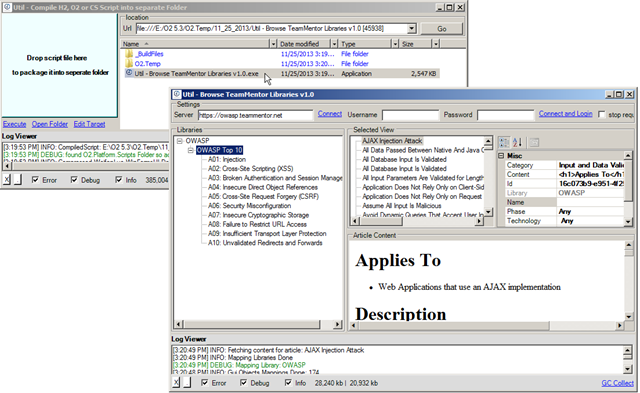 Util - Compile H2, O2 or CS Script into seperate Folder
Drop script file here
to package it into seperate folder
Execute Open Folder Edit Target
location
Url file:///E:/O2 5.3/O2.Temp/11_25_2013/Util - Browse TeamMentor Libraries v1.0 [45938] Go
Name Date modified Type Size
_BuildFiles 11/25/2013 3:19... File folder
O2.Temp 11/25/2013 3:20... File folder
Util - Browse TeamMentor Libraries v1.0.exe 11/25/2013 3:19... Application 2,547 KB
Log Viewer
[3:19:53 PM] INFO: CompiledScript: E:\O2 5.3\O2.Temp\11
[3:19:53 PM] DEBUG: found O2 Platform.Scripts Folder so ad
X Error Debug Info 385,004
Util - Browse TeamMentor Libraries v1.0
Settings
Server https://owasp.teammentor.net Connect Username Password Connect and Login stop requ
Libraries
OWASP
OWASP Top 10
A01: Injection
A02: Cross-Site Scripting (XSS)
A03: Broken Authentication and Session Manage
A04: Insecure Direct Object References
A05: Cross-Site Request Forgery (CSRF)
A06: Security Misconfiguration
A07: Insecure Cryptographic Storage
A08: Failure to Restrict URL Access
A09: Insufficient Transport Layer Protection
A10: Unvalidated Redirects and Forwards
Selected View
AJAX Injection Attack
All Data Passed Between Native And Java C
All Database Input Is Validated
All Database Input Is Validated
All Input Parameters Are Validated for Length
Application Does Not Rely Only on Client-Sid
Application Does Not Rely Only on Request
Assume All Input Is Malicious
Avoid Dynamic Queries That Accept User
Misc
Category Input and Data Valid
Content <h1>Applies To</h1
Id 16c073b9-e951-4f2
Library OWASP
Name
Phase Any
Technology Any
Article Content
Applies To
Web Applications that use an AJAX implementation
Description
Log Viewer
[3:20:49 PM] INFO: Fetching content for article: AJAX Injection Attack
[3:20:49 PM] INFO: Mapping Libraries Done
[3:20:49 PM] DEBUG: Mapping Library: OWASP
[3:20:48 PM] INFO: Gui Objects Mapping Done: 174
X Error Debug Info 28,240 kb | 20,932 kb GC Collect